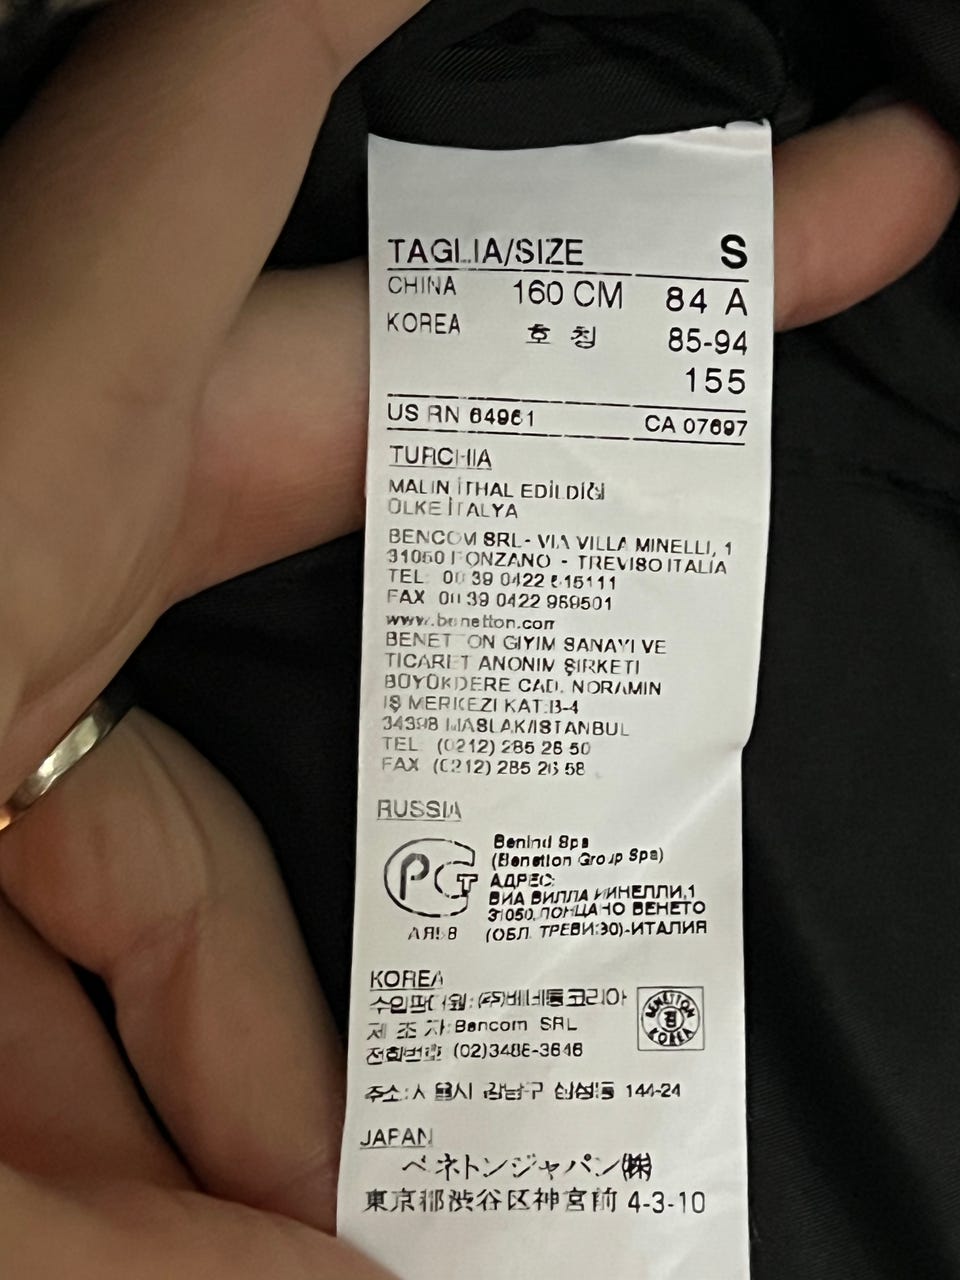 TAGLIA/SIZE S
CHINA 160 CM 84 A
KOREA 호칭 85-94
155
US RN 64961 CA 07697
TURCHIA
MALIN İTHAL EDİLDİĞİ
ÜLKE İTALYA
BENCOM SRL - VIA VILLA MINELLI, 1
31050 PONZANO - TREVISO ITALIA
TEL 00 39 0422 515111
FAX 00 39 0422 969501
www.benetton.com
BENETTON GIYIM SANAYI VE
TICARET ANONIM ŞIRKETI
BÜYÜKDERE CAD. NORAMIN
IŞ MERKEZI KAT:B-4
34398 MASLAK/ISTANBUL
TEL (0212) 285 26 50
FAX (0212) 285 26 58
RUSSIA
РСТ
Benind Spa
(Benetton Group Spa)
АДРЕС:
ВИА ВИЛЛА МИНЕЛЛИ,1
31050, ПОНЦАНО ВЕНЕТО
(ОБЛ. ТРЕВИЗО)-ИТАЛИЯ
KOREA
수입판매원: (주)베네통코리아
제 조 자: Bencom SRL
전화번호 (02)3486-3646
주소: 서울시 강남구 삼성동 144-24
BENETTON
KOREA
JAPAN
ベネトンジャパン(株)
東京都渋谷区神宮前 4-3-10